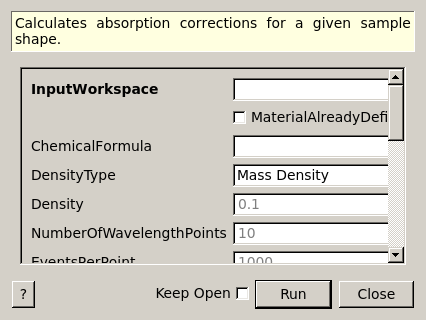 Calculates absorption corrections for a given sample
shape.
InputWorkspace
MaterialAlreadyDefi
ChemicalFormula
DensityType Mass Density
Density 0.1
NumberOfWavelengthPoints 10
EventsPerPoint 1000
? Keep Open Run Close